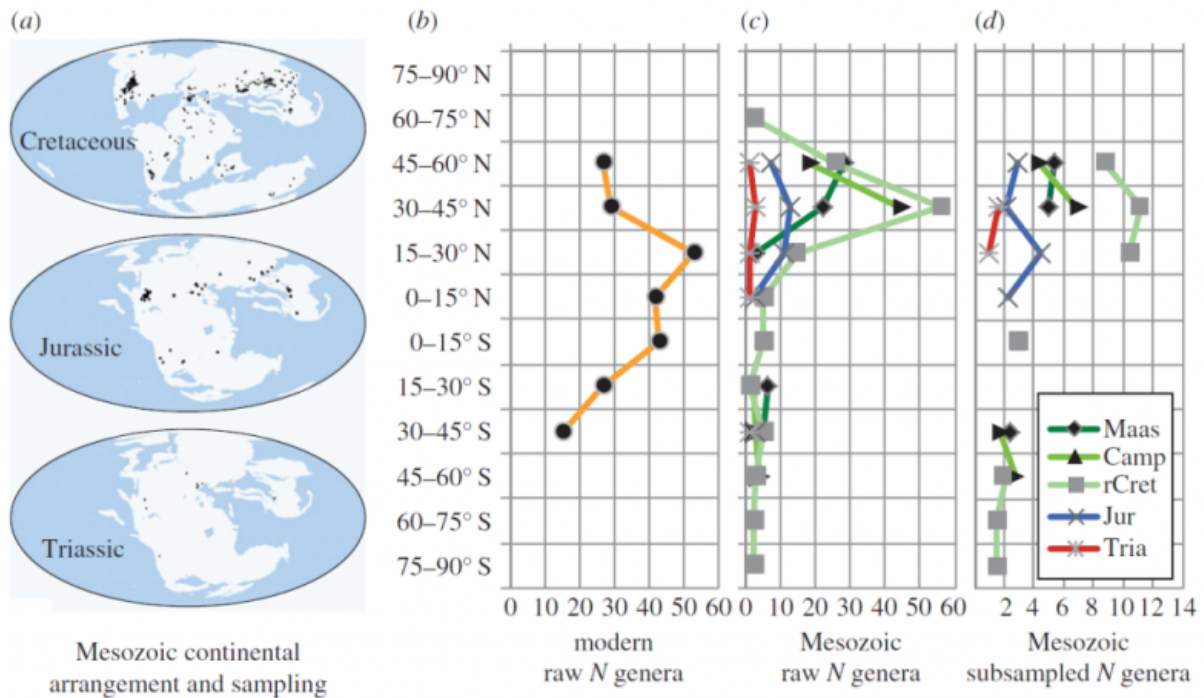 (a)
(b)
(c)
(d)
Cretaceous
Jurassic
Triassic
Mesozoic continental
arrangement and sampling
75–90° N
60–75° N
45–60° N
30–45° N
15–30° N
0–15° N
0–15° S
15–30° S
30–45° S
45–60° S
60–75° S
75–90° S
0 10 20 30 40 50 60
modern
raw N genera
0 10 20 30 40 50 60
Mesozoic
raw N genera
Maas
Camp
rCret
Jur
Tria
2 4 6 8 10 12 14
Mesozoic
subsampled N genera